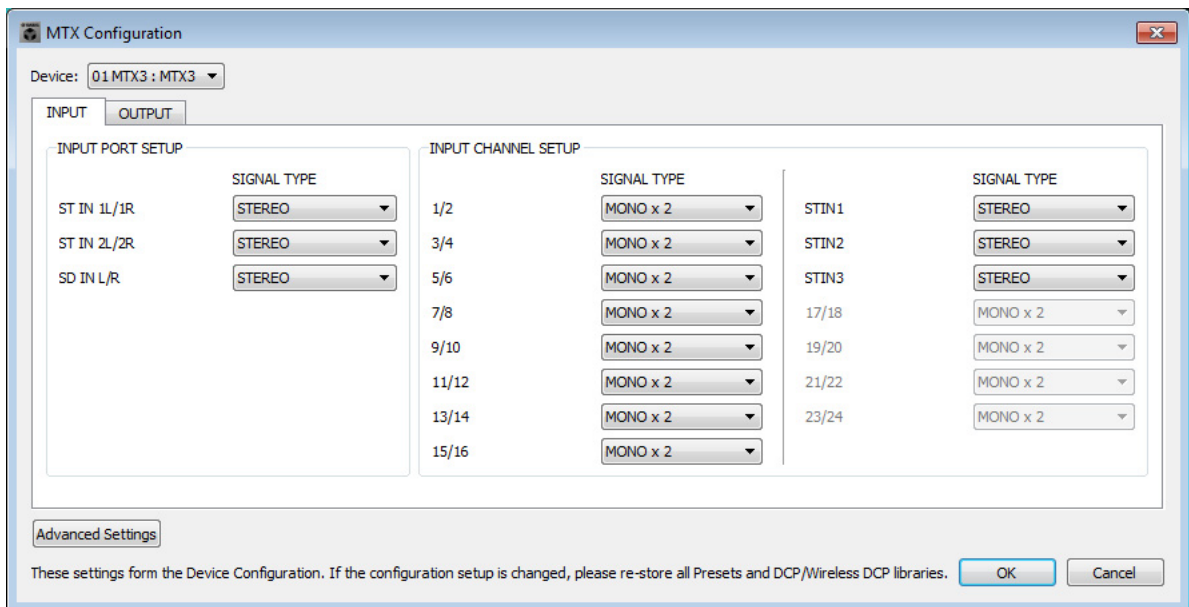 MTX Configuration
Device: 01 MTX3 : MTX3
INPUT OUTPUT
INPUT PORT SETUP
SIGNAL TYPE
ST IN 1L/1R STEREO
ST IN 2L/2R STEREO
SD IN L/R STEREO
INPUT CHANNEL SETUP
SIGNAL TYPE
1/2 MONO x 2
3/4 MONO x 2
5/6 MONO x 2
7/8 MONO x 2
9/10 MONO x 2
11/12 MONO x 2
13/14 MONO x 2
15/16 MONO x 2
SIGNAL TYPE
STIN1 STEREO
STIN2 STEREO
STIN3 STEREO
17/18 MONO x 2
19/20 MONO x 2
21/22 MONO x 2
23/24 MONO x 2
Advanced Settings
These settings form the Device Configuration. If the configuration setup is changed, please re-store all Presets and DCP/Wireless DCP libraries. OK Cancel